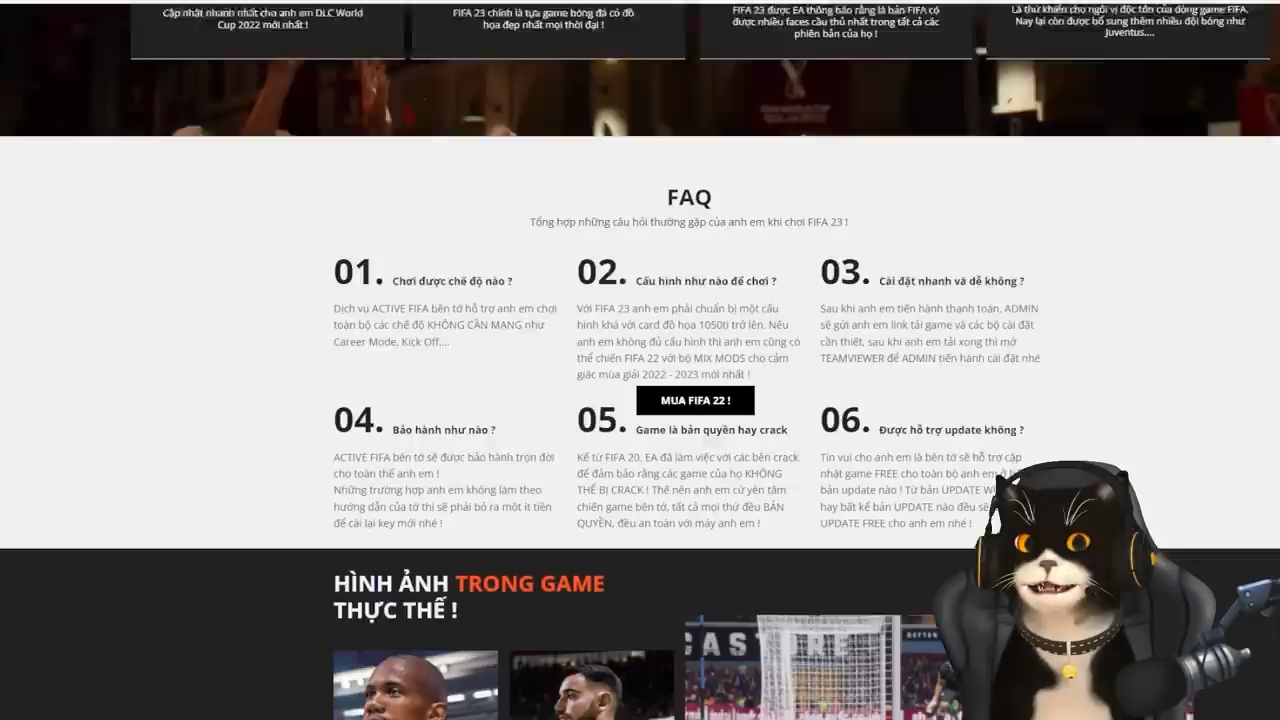 Cập nhật nhanh nhất cho anh em DLC World
Cup 2022 mới nhất !
FIFA 23 chính là tựa game bóng đá có đồ
họa đẹp nhất mọi thời đại !
FIFA 23 được EA thông báo rằng là bản FIFA có
được nhiều faces cầu thủ nhất trong tất cả các
phiên bản của họ !
Là thứ khiến cho ngôi vị độc tôn của dòng game FIFA.
Nay lại còn được bổ sung thêm nhiều đội bóng như
Juventus....
FAQ
Tổng hợp những câu hỏi thường gặp của anh em khi chơi FIFA 23 !
01. Chơi được chế độ nào ?
Dịch vụ ACTIVE FIFA bên tớ hỗ trợ anh em chơi
toàn bộ các chế độ KHÔNG CẦN MẠNG như
Career Mode, Kick Off,...
02. Cấu hình như nào để chơi ?
Với FIFA 23 anh em phải chuẩn bị một cấu
hình khá với card đồ họa 1050ti trở lên. Nếu
anh em không đủ cấu hình thì anh em cũng có
thể chiến FIFA 22 với bộ MIX MODS cho cảm
giác mùa giải 2022 - 2023 mới nhất !
MUA FIFA 22 !
03. Cài đặt nhanh và dễ không ?
Sau khi anh em tiến hành thanh toán, ADMIN
sẽ gửi anh em link tải game và các bộ cài đặt
cần thiết, sau khi anh em tải xong thì mở
TEAMVIEWER để ADMIN tiến hành cài đặt nhé
04. Bảo hành như nào ?
ACTIVE FIFA bên tớ sẽ được bảo hành trọn đời
cho toàn thể anh em !
Những trường hợp anh em không làm theo
hướng dẫn của tớ thì sẽ phải bỏ ra một ít tiền
để cài lại key mới nhé !
05. Game là bản quyền hay crack
Kể từ FIFA 20, EA đã làm việc với các bên crack
để đảm bảo rằng các game của họ KHÔNG
THỂ BỊ CRACK ! Thế nên anh em cứ yên tâm
chiến game bên tớ, tất cả mọi thứ đều BẢN
QUYỀN, đều an toàn với máy anh em !
06. Được hỗ trợ update không ?
Tin vui cho anh em là bên tớ sẽ hỗ trợ cập
nhật game FREE cho toàn bộ anh em ở
bản update nào ! Từ bản UPDATE
hay bất kể bản UPDATE nào đều sẽ
UPDATE FREE cho anh em nhé !
HÌNH ẢNH TRONG GAME
THỰC THẾ !